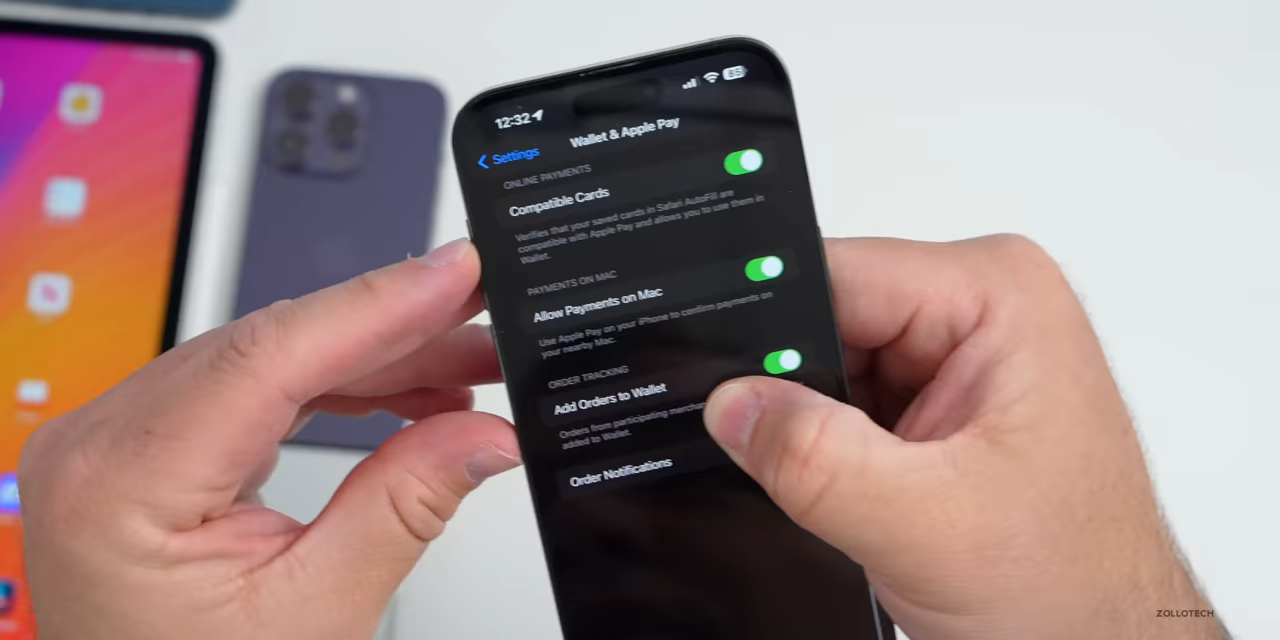 12:32
85
Settings
Wallet & Apple Pay
ONLINE PAYMENTS
Compatible Cards
Verifies that your saved cards in Safari AutoFill are
compatible with Apple Pay and allows you to use them in
Wallet.
PAYMENTS ON MAC
Allow Payments on Mac
Use Apple Pay on your iPhone to confirm payments on
your nearby Mac.
ORDER TRACKING
Add Orders to Wallet
Orders from participating
added to Wallet.
Order Notifications
ZOLLOTECH